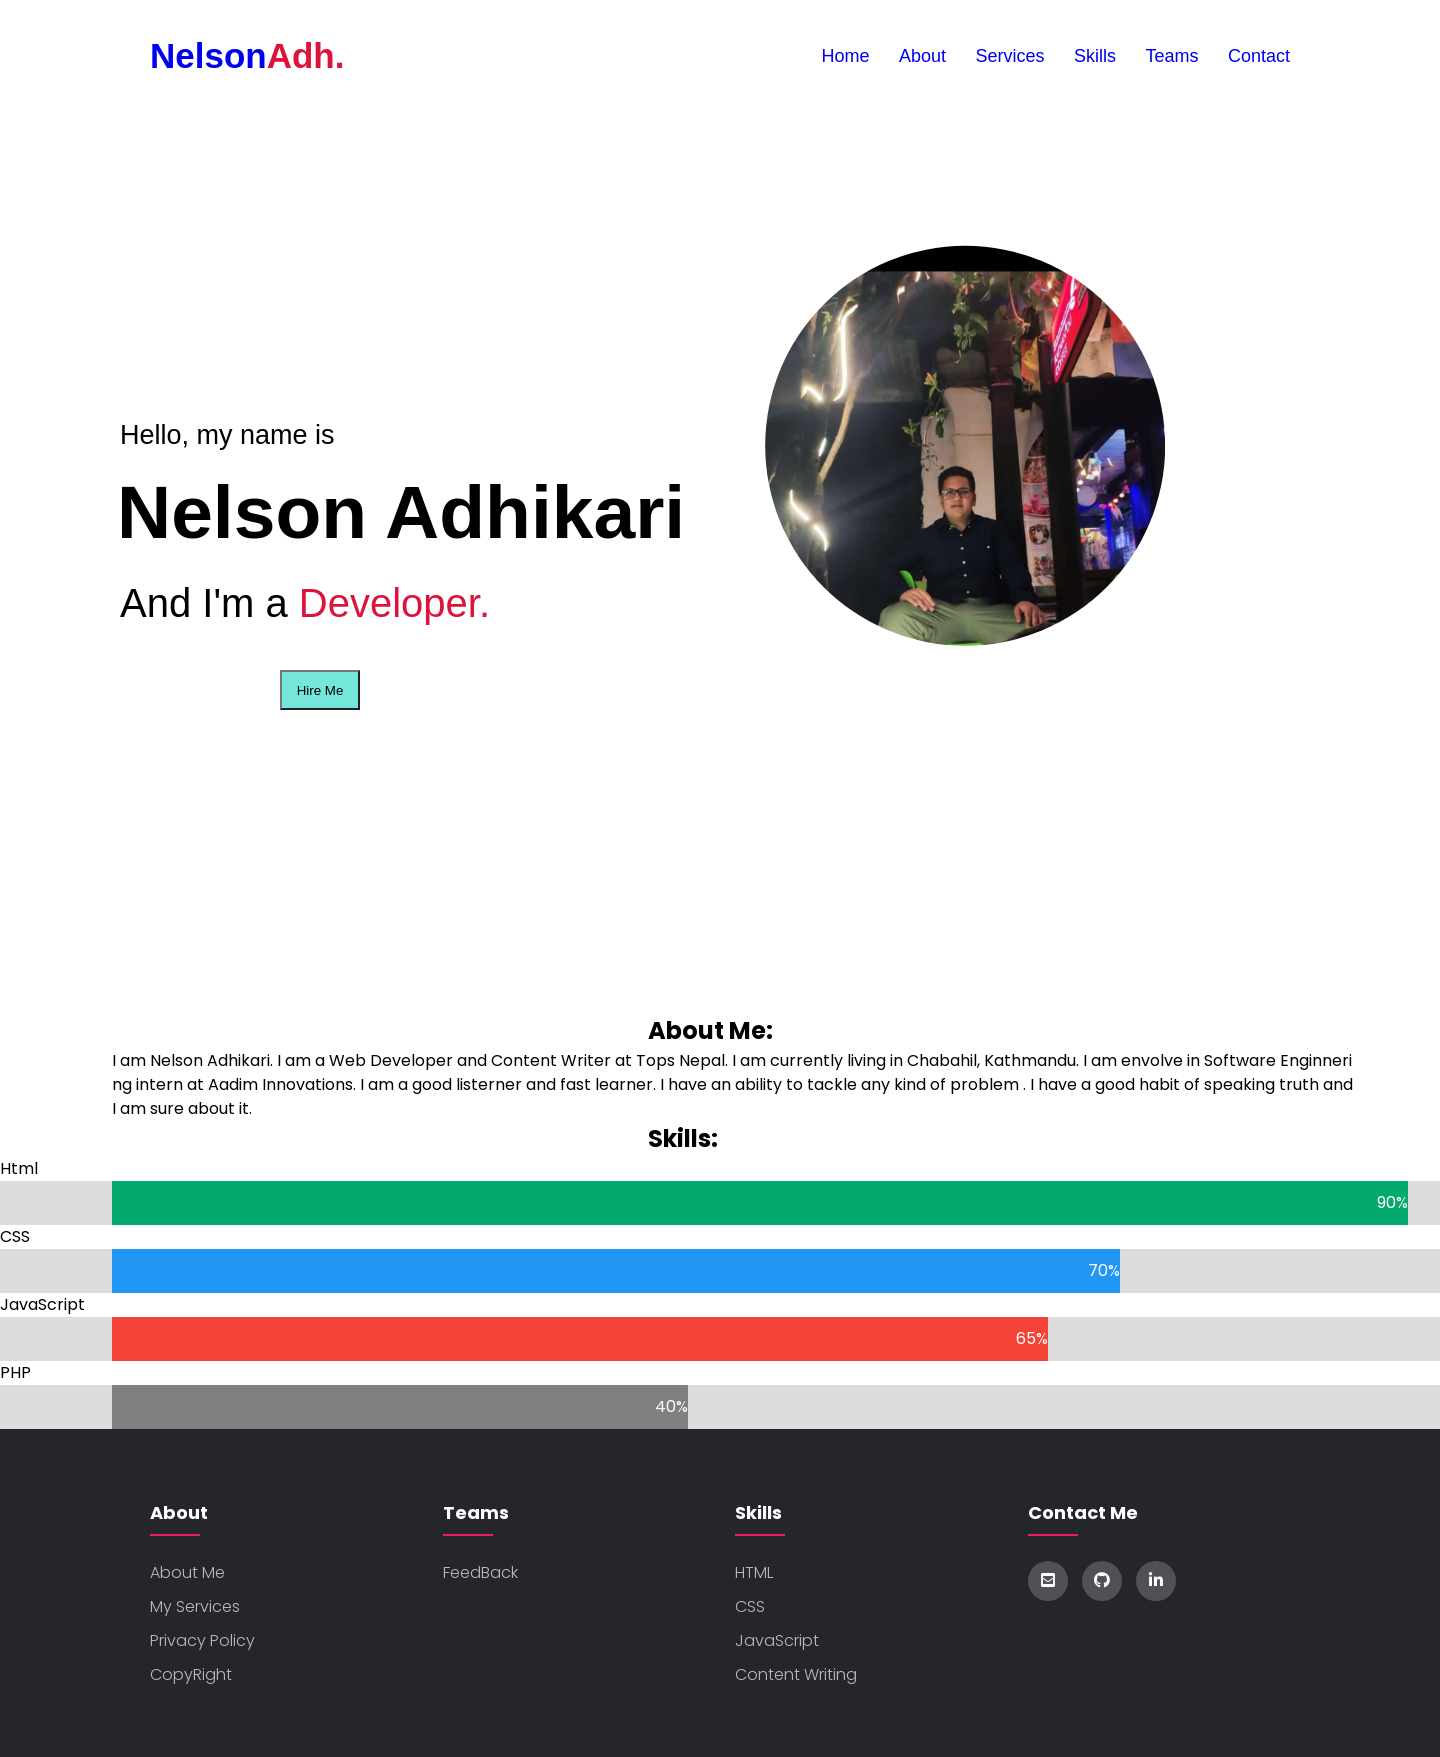 NelsonAdh.
Home About Services Skills Teams Contact
Hello, my name is
Nelson Adhikari
And I'm a Developer.
Hire Me
About Me:
I am Nelson Adhikari. I am a Web Developer and Content Writer at Tops Nepal. I am currently living in Chabahil, Kathmandu. I am envolve in Software Enginneri
ng intern at Aadim Innovations. I am a good listerner and fast learner. I have an ability to tackle any kind of problem . I have a good habit of speaking truth and
I am sure about it.
Skills:
Html
90%
CSS
70%
JavaScript
65%
PHP
40%
About
About Me
My Services
Privacy Policy
CopyRight
Teams
FeedBack
Skills
HTML
CSS
JavaScript
Content Writing
Contact Me
in